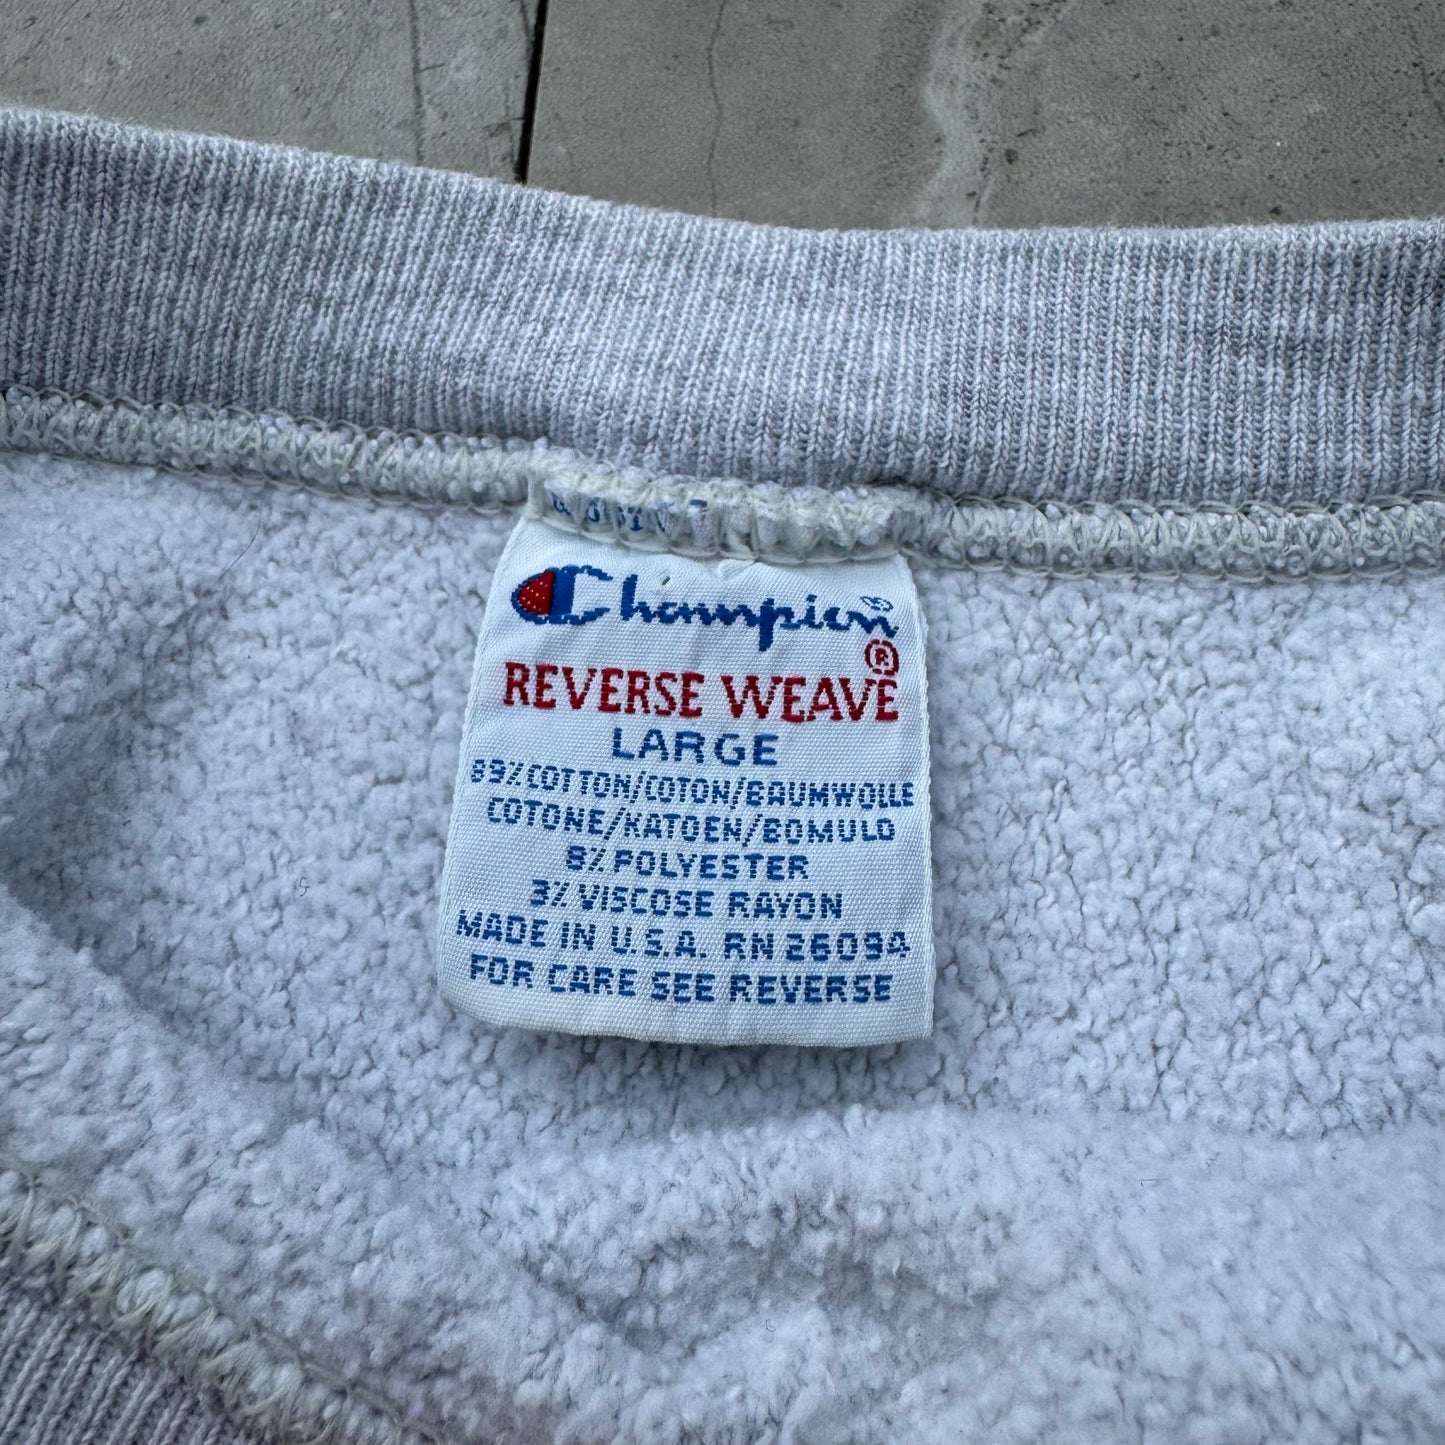 Champion®
REVERSE WEAVE®
LARGE
89% COTTON/COTON/BAUMWOLLE
COTONE/KATOEN/BOMULD
8% POLYESTER
3% VISCOSE RAYON
MADE IN U.S.A. RN 26094
FOR CARE SEE REVERSE